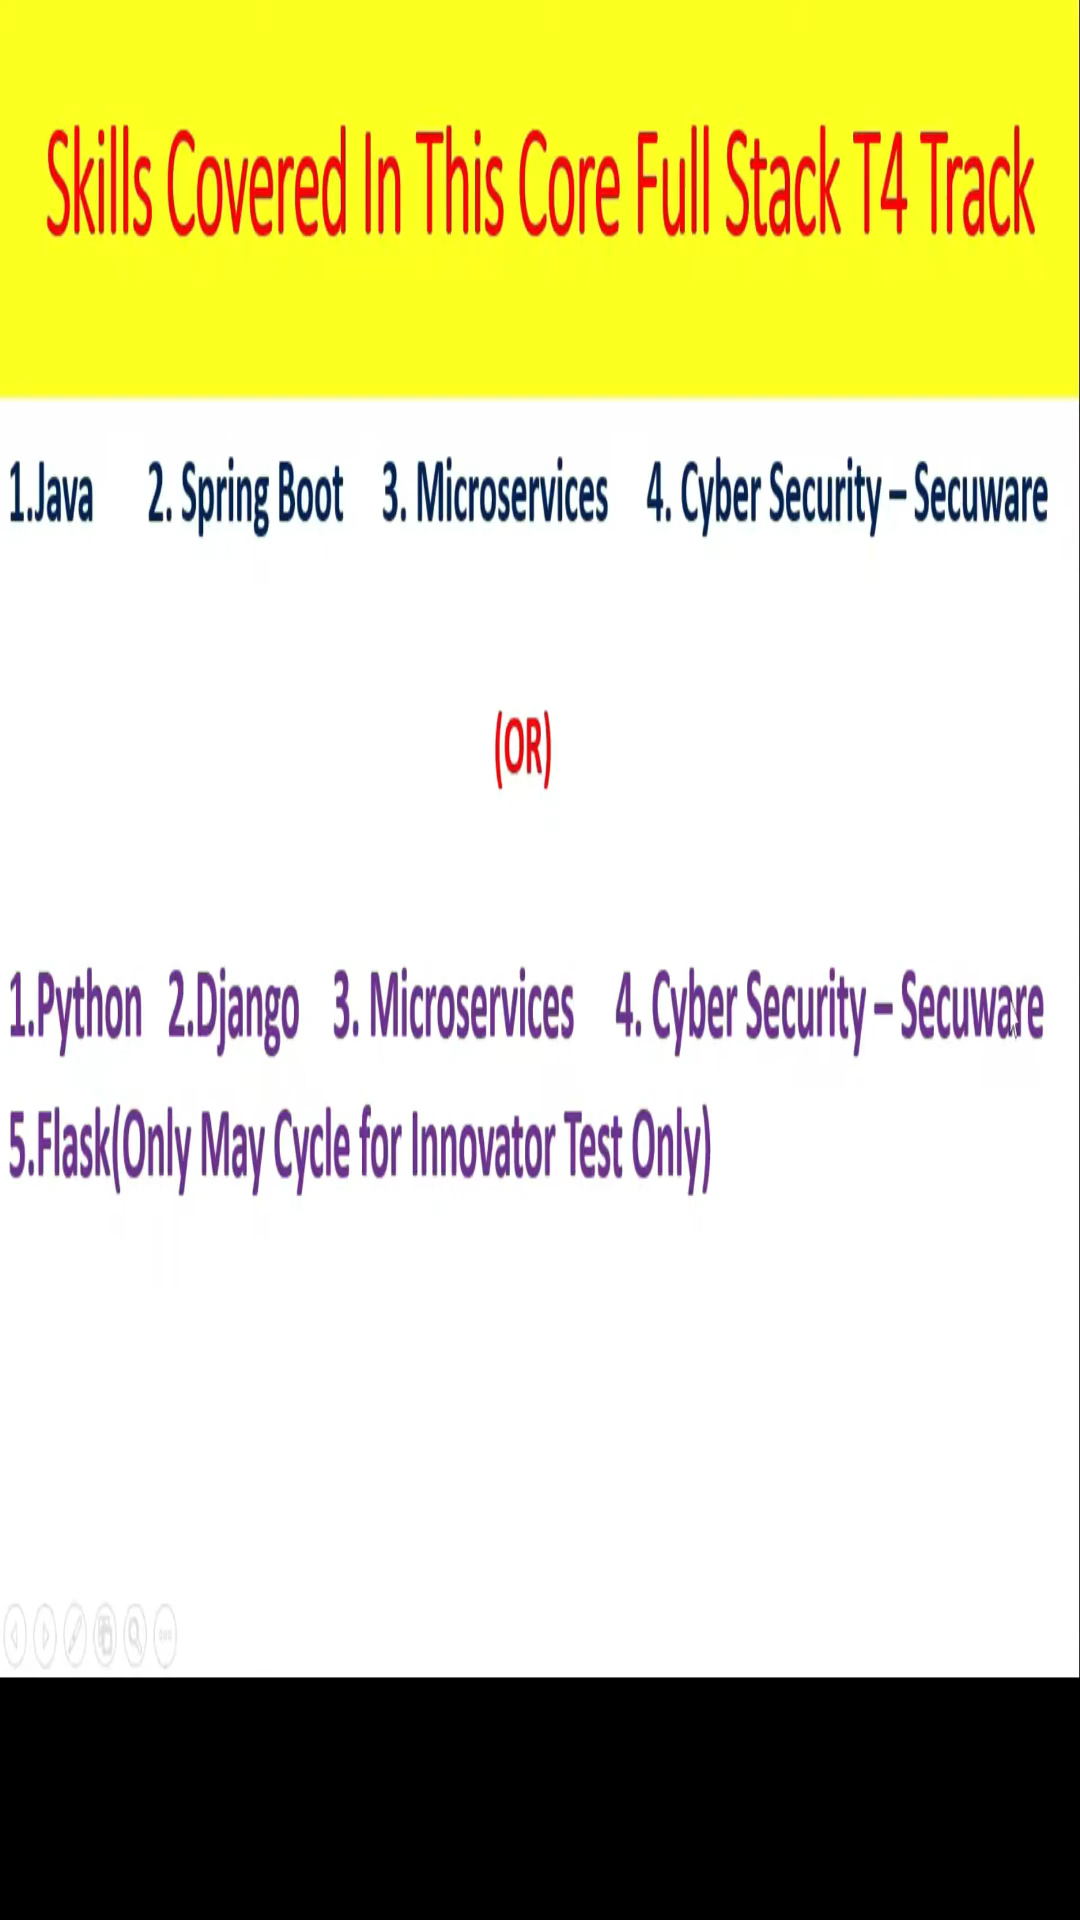 Skills Covered In This Core Full Stack T4 Track
1.Java 2. Spring Boot 3. Microservices 4. Cyber Security – Secuware
(OR)
1.Python 2.Django 3. Microservices 4. Cyber Security – Secuware
5.Flask(Only May Cycle for Innovator Test Only)